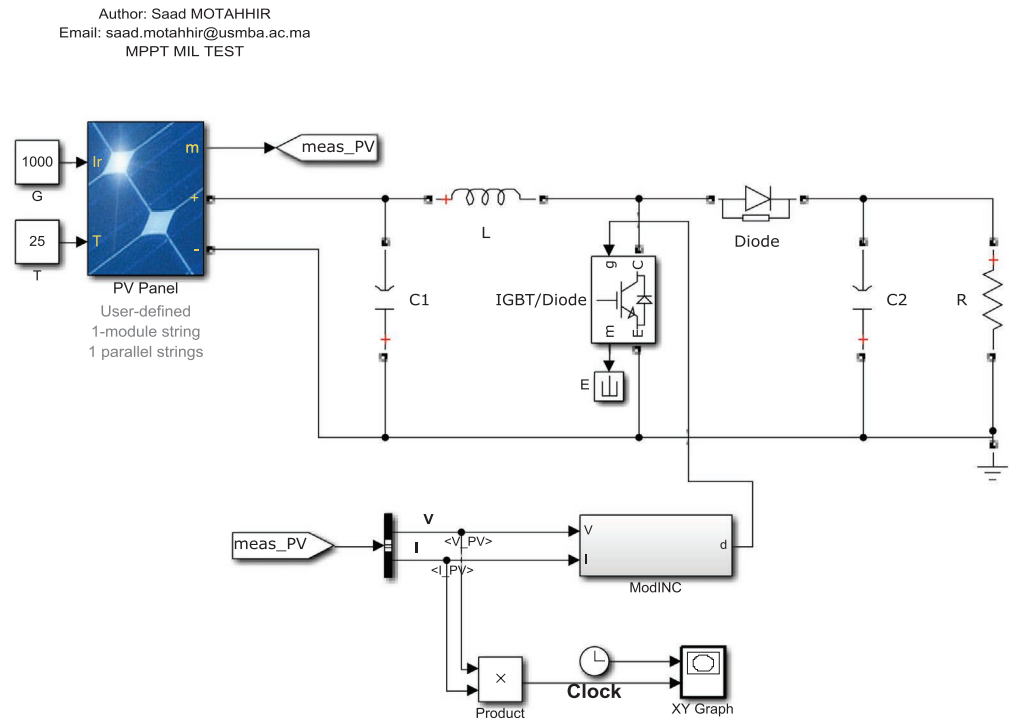 Author: Saad MOTAHHIR
Email: saad.motahhir@usmba.ac.ma
MPPT MIL TEST
1000
G
25
T
Ir
T
m
+
-
PV Panel
User-defined
1-module string
1 parallel strings
meas_PV
+
L
C1
+
IGBT/Diode
g
C
m
E
E
Diode
C2
+
R
+
meas_PV
V
I
<V_PV>
<I_PV>
V
I
d
ModINC
×
Product
Clock
XY Graph